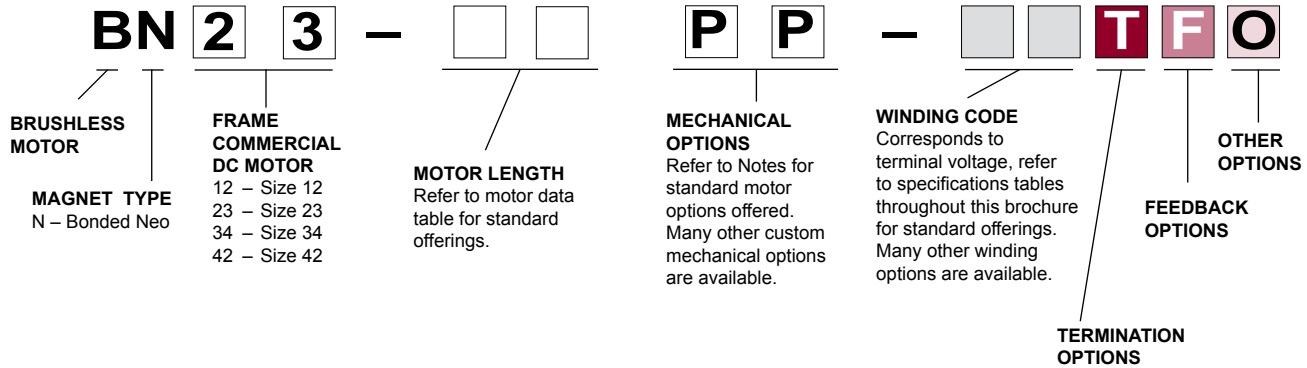 BN 2 3 – P P – T F O
BRUSHLESS
MOTOR
MAGNET TYPE
N – Bonded Neo
FRAME
COMMERCIAL
DC MOTOR
12 – Size 12
23 – Size 23
34 – Size 34
42 – Size 42
MOTOR LENGTH
Refer to motor data
table for standard
offerings.
MECHANICAL
OPTIONS
Refer to Notes for
standard motor
options offered.
Many other custom
mechanical options
are available.
WINDING CODE
Corresponds to
terminal voltage, refer
to specifications tables
throughout this brochure
for standard offerings.
Many other winding
options are available.
TERMINATION
OPTIONS
FEEDBACK
OPTIONS
OTHER
OPTIONS